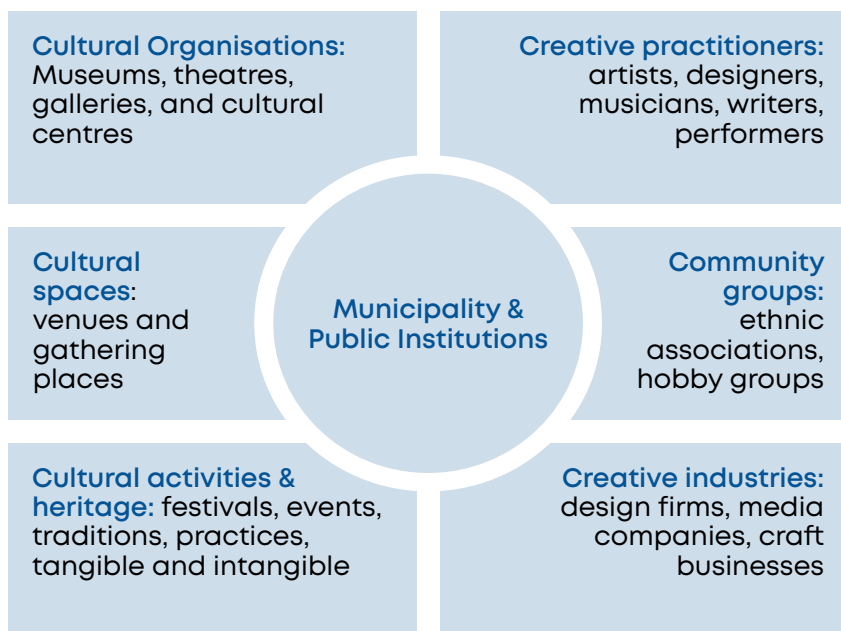 Cultural Organisations:
Museums, theatres,
galleries, and cultural
centres
Creative practitioners:
artists, designers,
musicians, writers,
performers
Cultural
spaces:
venues and
gathering
places
Municipality &
Public Institutions
Community
groups:
ethnic
associations,
hobby groups
Cultural activities &
heritage: festivals, events,
traditions, practices,
tangible and intangible
Creative industries:
design firms, media
companies, craft
businesses